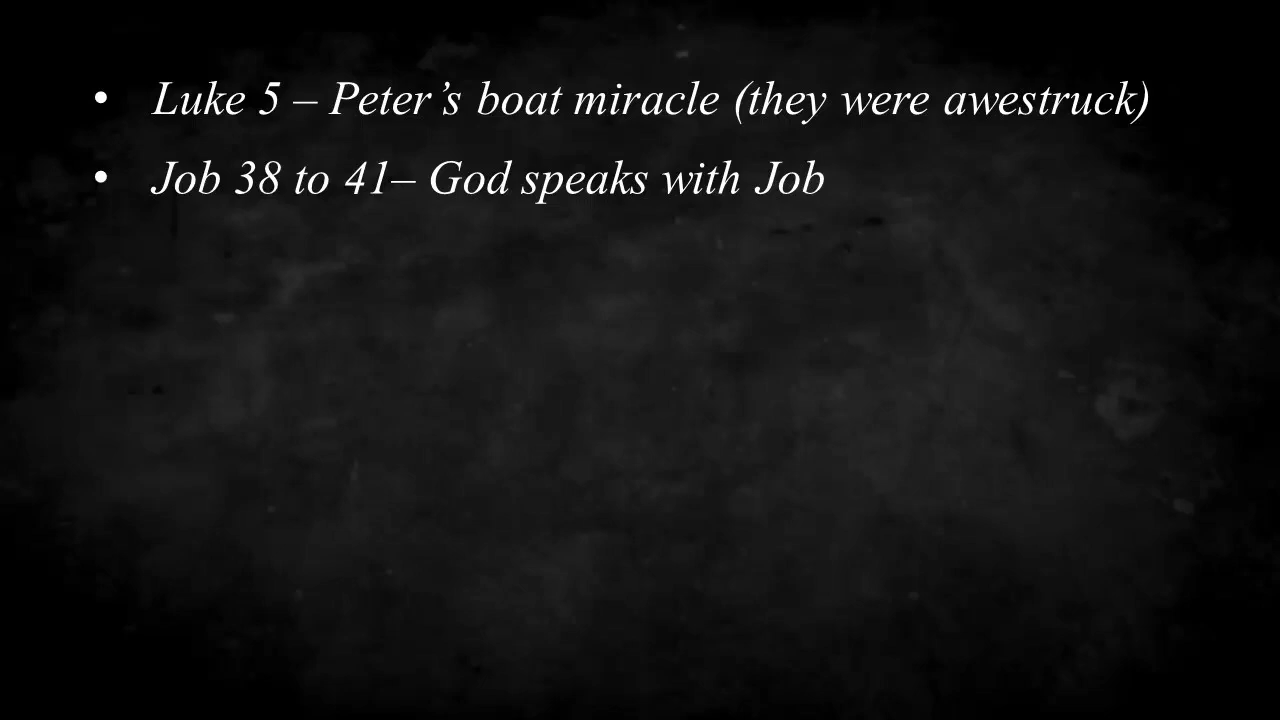 • Luke 5 – Peter’s boat miracle (they were awestruck)
• Job 38 to 41– God speaks with Job